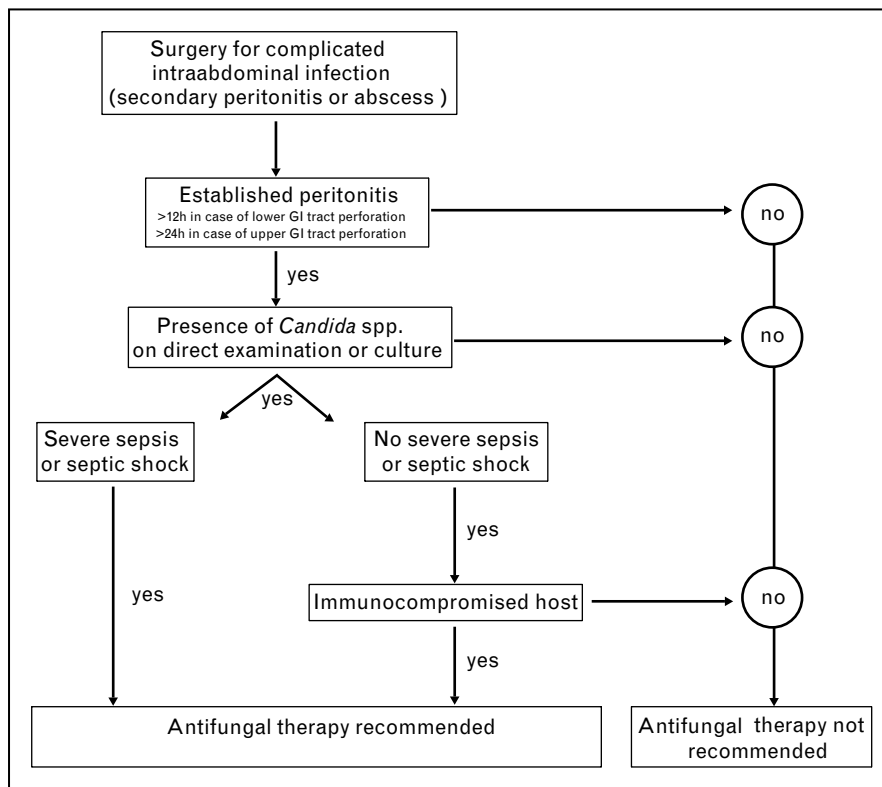 Surgery for complicated
intraabdominal infection
(secondary peritonitis or abscess )
Established peritonitis
>12h in case of lower GI tract perforation
>24h in case of upper GI tract perforation
no
yes
Presence of Candida spp.
on direct examination or culture
no
yes
Severe sepsis
or septic shock
No severe sepsis
or septic shock
yes
yes
Immunocompromised host
no
yes
Antifungal therapy recommended
Antifungal therapy not
recommended